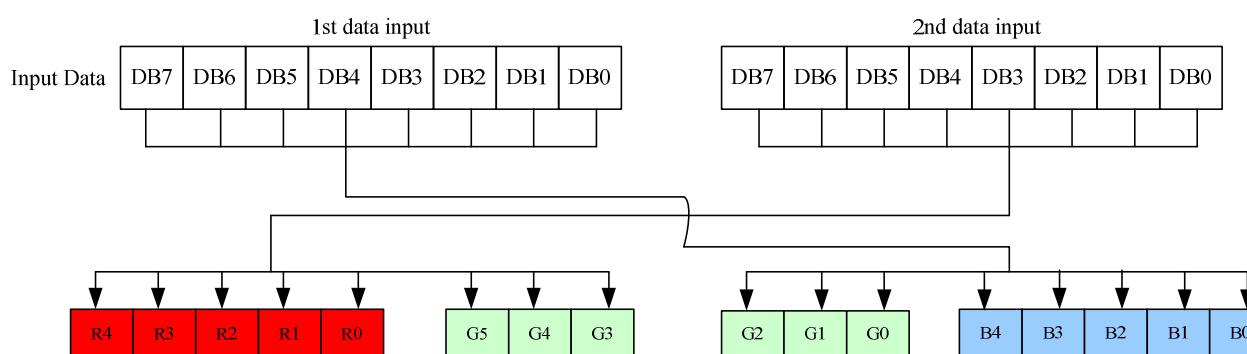 1st data input 2nd data input
Input Data DB7 DB6 DB5 DB4 DB3 DB2 DB1 DB0 DB7 DB6 DB5 DB4 DB3 DB2 DB1 DB0
R4 R3 R2 R1 R0 G5 G4 G3 G2 G1 G0 B4 B3 B2 B1 B0